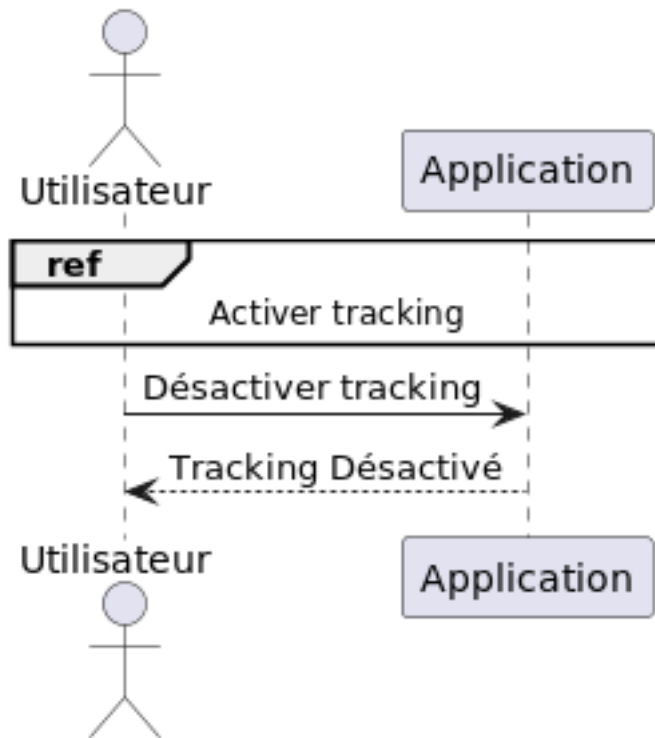 Utilisateur
Application
ref
Activer tracking
Désactiver tracking
Tracking Désactivé
Utilisateur
Application